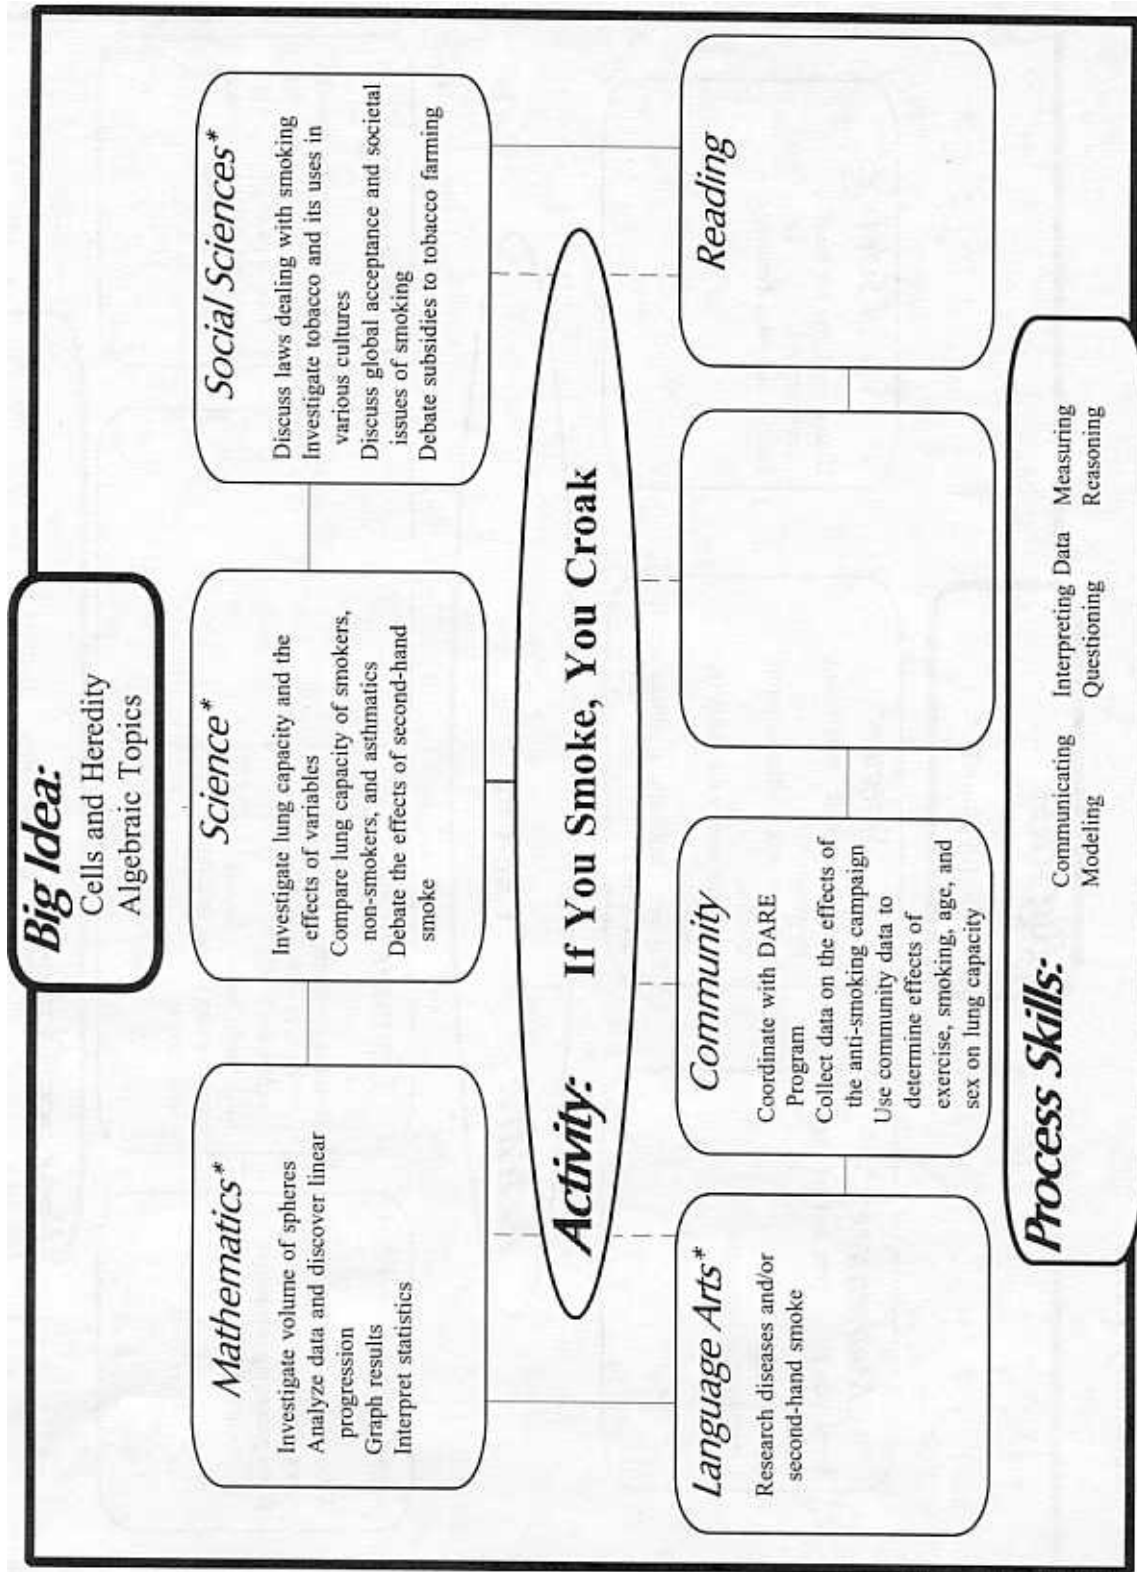 Big Idea:
Cells and Heredity
Algebraic Topics
Mathematics*
Investigate volume of spheres
Analyze data and discover linear
progression
Graph results
Interpret statistics
Science*
Investigate lung capacity and the
effects of variables
Compare lung capacity of smokers,
non-smokers, and asthmatics
Debate the effects of second-hand
smoke
Social Sciences*
Discuss laws dealing with smoking
Investigate tobacco and its uses in
various cultures
Discuss global acceptance and societal
issues of smoking
Debate subsidies to tobacco farming
Activity: If You Smoke, You Croak
Language Arts*
Research diseases and/or
second-hand smoke
Community
Coordinate with DARE
Program
Collect data on the effects of
the anti-smoking campaign
Use community data to
determine effects of
exercise, smoking, age, and
sex on lung capacity
Reading
Process Skills:
Communicating Interpreting Data Measuring
Modeling Questioning Reasoning